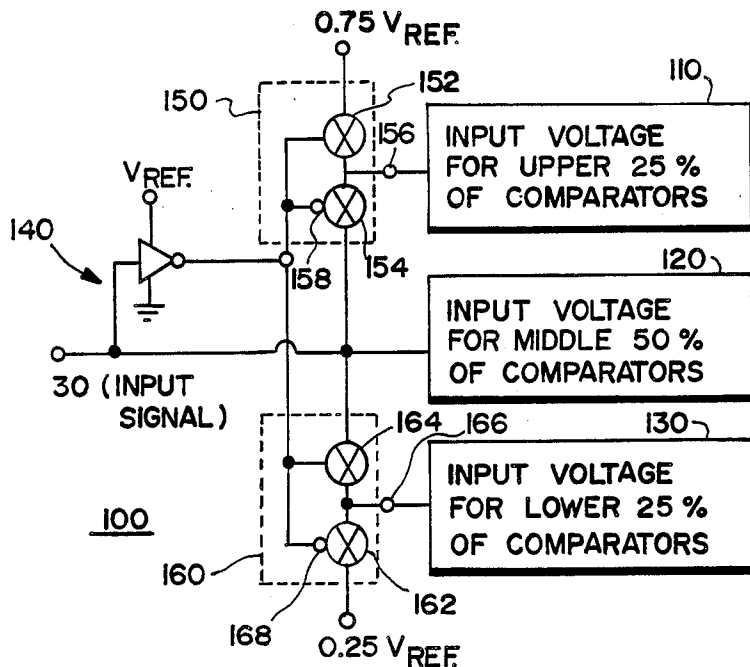 0.75 VREF.
150
152
110
156
INPUT VOLTAGE
FOR UPPER 25 %
OF COMPARATORS
VREF.
140
158
154
120
INPUT VOLTAGE
FOR MIDDLE 50 %
OF COMPARATORS
30 (INPUT
SIGNAL)
164
166
130
INPUT VOLTAGE
FOR LOWER 25 %
OF COMPARATORS
100
160
168
162
0.25 VREF.